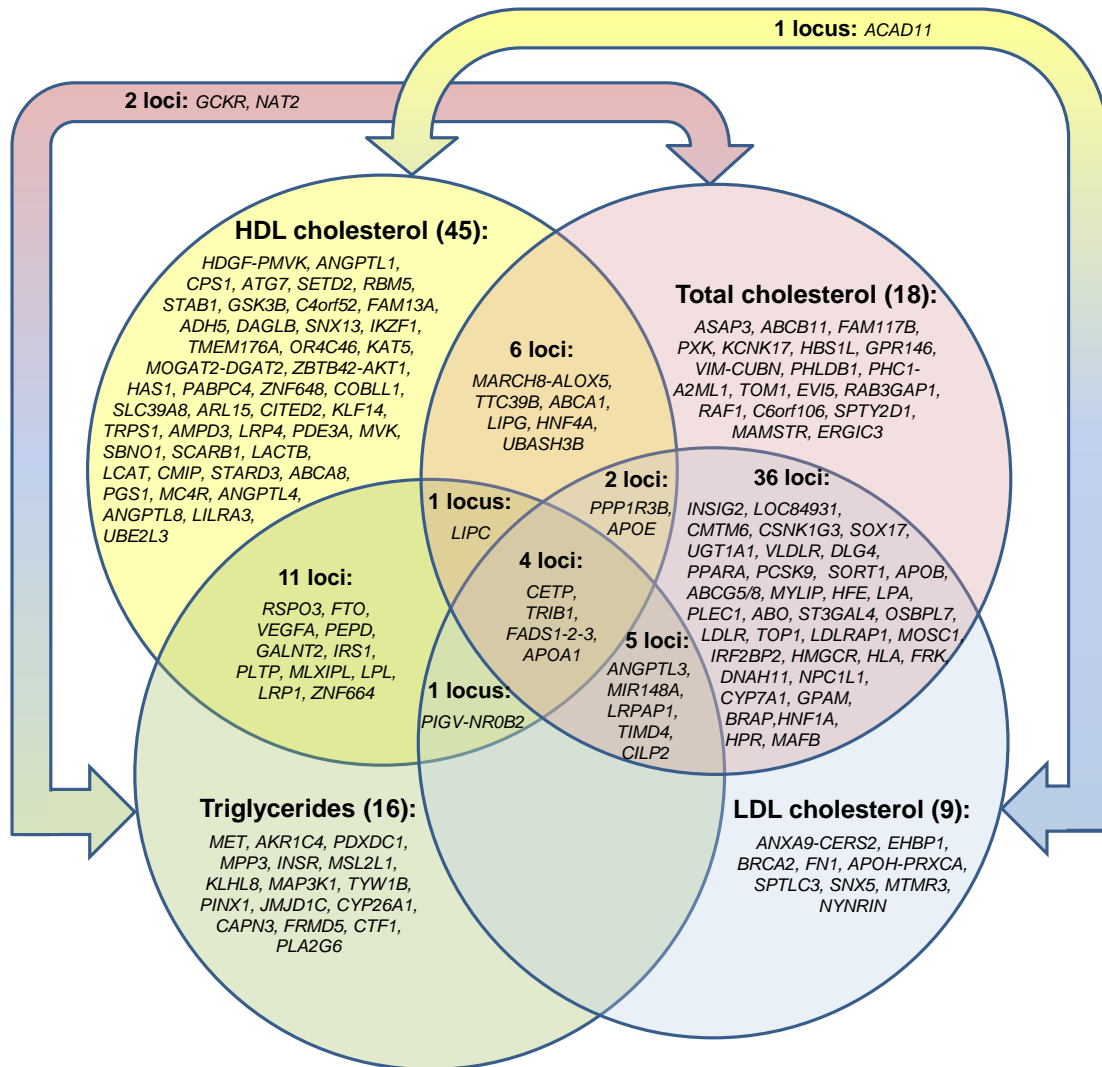 1 locus: ACAD11
2 loci: GCKR, NAT2
HDL cholesterol (45):
HDGF-PMVK, ANGPTL1,
CPS1, ATG7, SETD2, RBM5,
STAB1, GSK3B, C4orf52, FAM13A,
ADH5, DAGLB, SNX13, IKZF1,
TMEM176A, OR4C46, KAT5,
MOGAT2-DGAT2, ZBTB42-AKT1,
HAS1, PABPC4, ZNF648, COBLL1,
SLC39A8, ARL15, CITED2, KLF14,
TRPS1, AMPD3, LRP4, PDE3A, MVK,
SBNO1, SCARB1, LACTB,
LCAT, CMIP, STARD3, ABCA8,
PGS1, MC4R, ANGPTL4,
ANGPTL8, LILRA3,
UBE2L3
Total cholesterol (18):
ASAP3, ABCB11, FAM117B,
PXK, KCNK17, HBS1L, GPR146,
VIM-CUBN, PHLDB1, PHC1-
A2ML1, TOM1, EVI5, RAB3GAP1,
RAF1, C6orf106, SPTY2D1,
MAMSTR, ERGIC3
6 loci:
MARCH8-ALOX5,
TTC39B, ABCA1,
LIPG, HNF4A,
UBASH3B
2 loci:
PPP1R3B,
APOE
36 loci:
INSIG2, LOC84931,
CMTM6, CSNK1G3, SOX17,
UGT1A1, VLDLR, DLG4,
PPARA, PCSK9, SORT1, APOB,
ABCG5/8, MYLIP, HFE, LPA,
PLEC1, ABO, ST3GAL4, OSBPL7,
LDLR, TOP1, LDLRAP1, MOSC1,
IRF2BP2, HMGCR, HLA, FRK,
DNAH11, NPC1L1,
CYP7A1, GPAM,
BRAP,HNF1A,
HPR, MAFB
1 locus:
LIPC
4 loci:
CETP,
TRIB1,
FADS1-2-3,
APOA1
11 loci:
RSPO3, FTO,
VEGFA, PEPD,
GALNT2, IRS1,
PLTP, MLXIPL, LPL,
LRP1, ZNF664
5 loci:
ANGPTL3,
MIR148A,
LRPAP1,
TIMD4,
CILP2
1 locus:
PIGV-NR0B2
Triglycerides (16):
MET, AKR1C4, PDXDC1,
MPP3, INSR, MSL2L1,
KLHL8, MAP3K1, TYW1B,
PINX1, JMJD1C, CYP26A1,
CAPN3, FRMD5, CTF1,
PLA2G6
LDL cholesterol (9):
ANXA9-CERS2, EHBP1,
BRCA2, FN1, APOH-PRXCA,
SPTLC3, SNX5, MTMR3,
NYNRIN